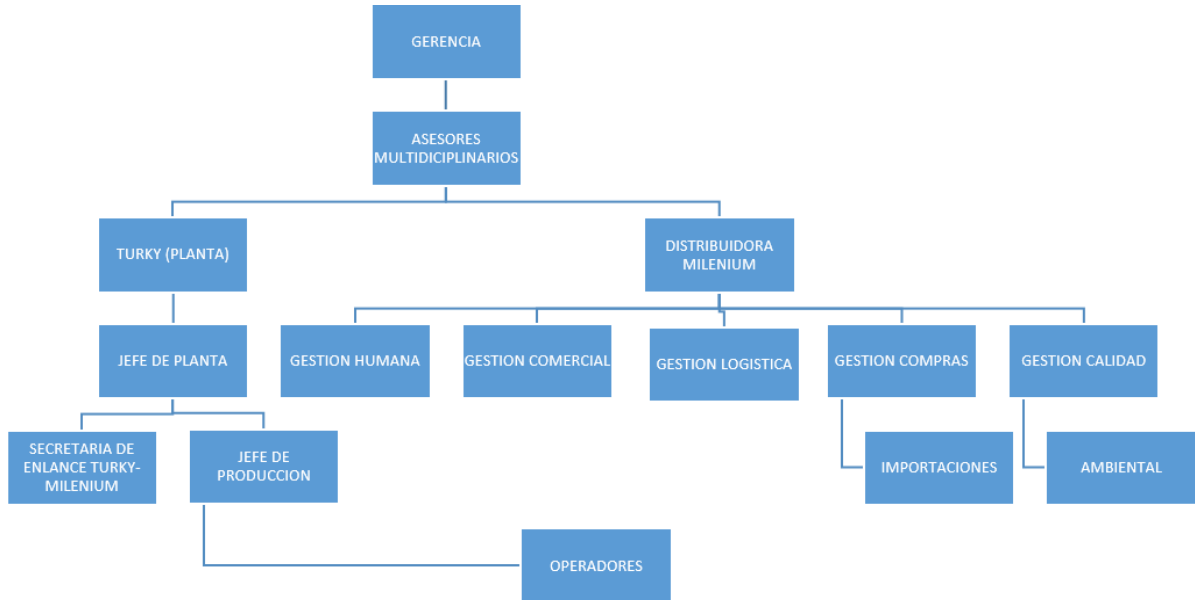 GERENCIA
ASESORES
MULTIDICIPLINARIOS
TURKY (PLANTA)
DISTRIBUIDORA
MILENIUM
JEFE DE PLANTA
GESTION HUMANA
GESTION COMERCIAL
GESTION LOGISTICA
GESTION COMPRAS
GESTION CALIDAD
SECRETARIA DE
ENLANCE TURKY-
MILENIUM
JEFE DE
PRODUCCION
IMPORTACIONES
AMBIENTAL
OPERADORES